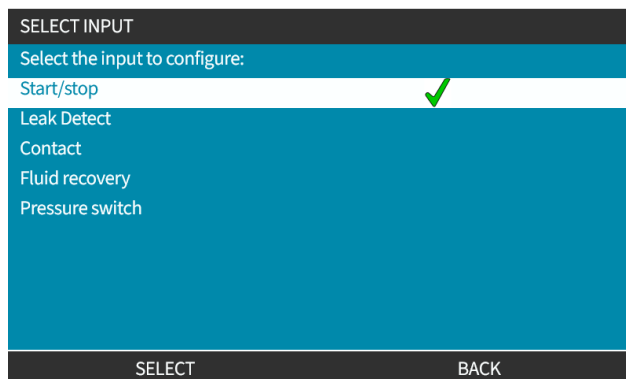 SELECT INPUT
Select the input to configure:
Start/stop
Leak Detect
Contact
Fluid recovery
Pressure switch
SELECT BACK